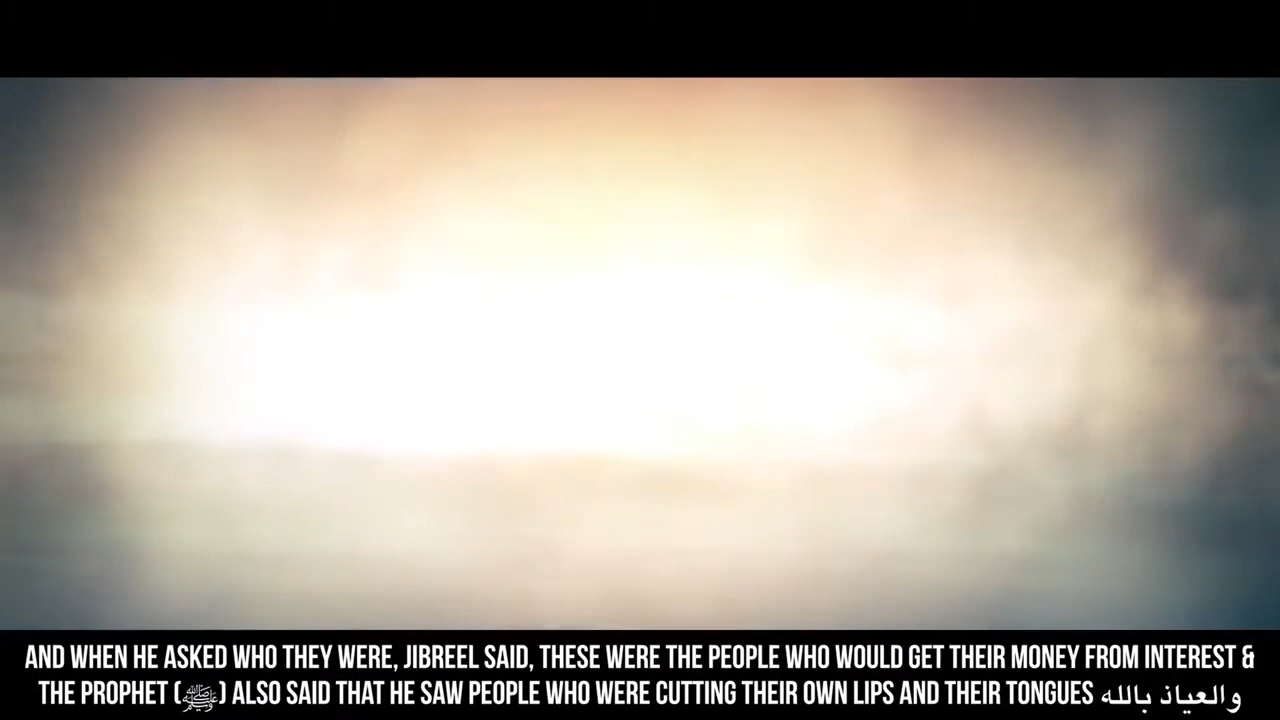 AND WHEN HE ASKED WHO THEY WERE, JIBREEL SAID, THESE WERE THE PEOPLE WHO WOULD GET THEIR MONEY FROM INTEREST &
THE PROPHET (ﷺ) ALSO SAID THAT HE SAW PEOPLE WHO WERE CUTTING THEIR OWN LIPS AND THEIR TONGUES والعياذ بالله